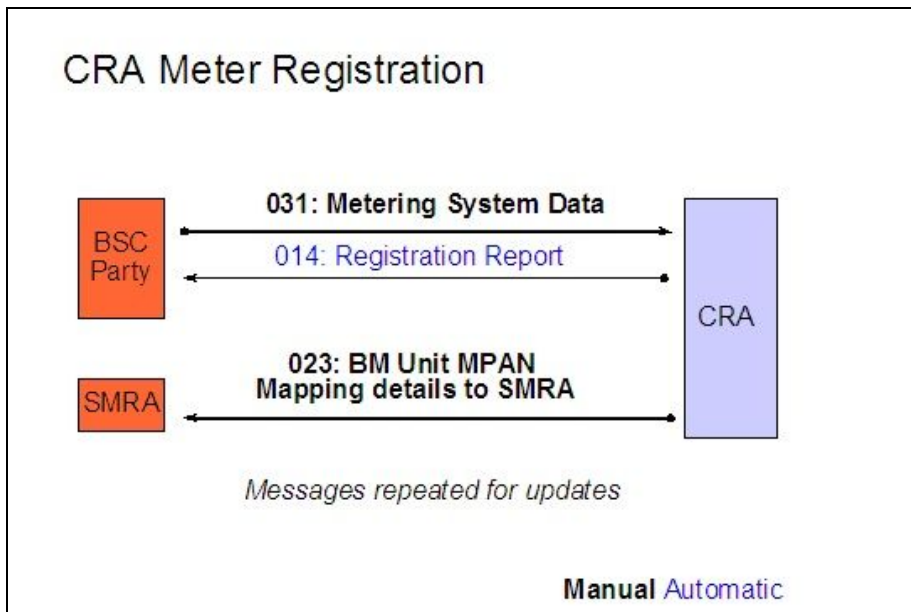 CRA Meter Registration
031: Metering System Data
BSC
Party
014: Registration Report
CRA
023: BM Unit MPAN
Mapping details to SMRA
SMRA
Messages repeated for updates
Manual Automatic